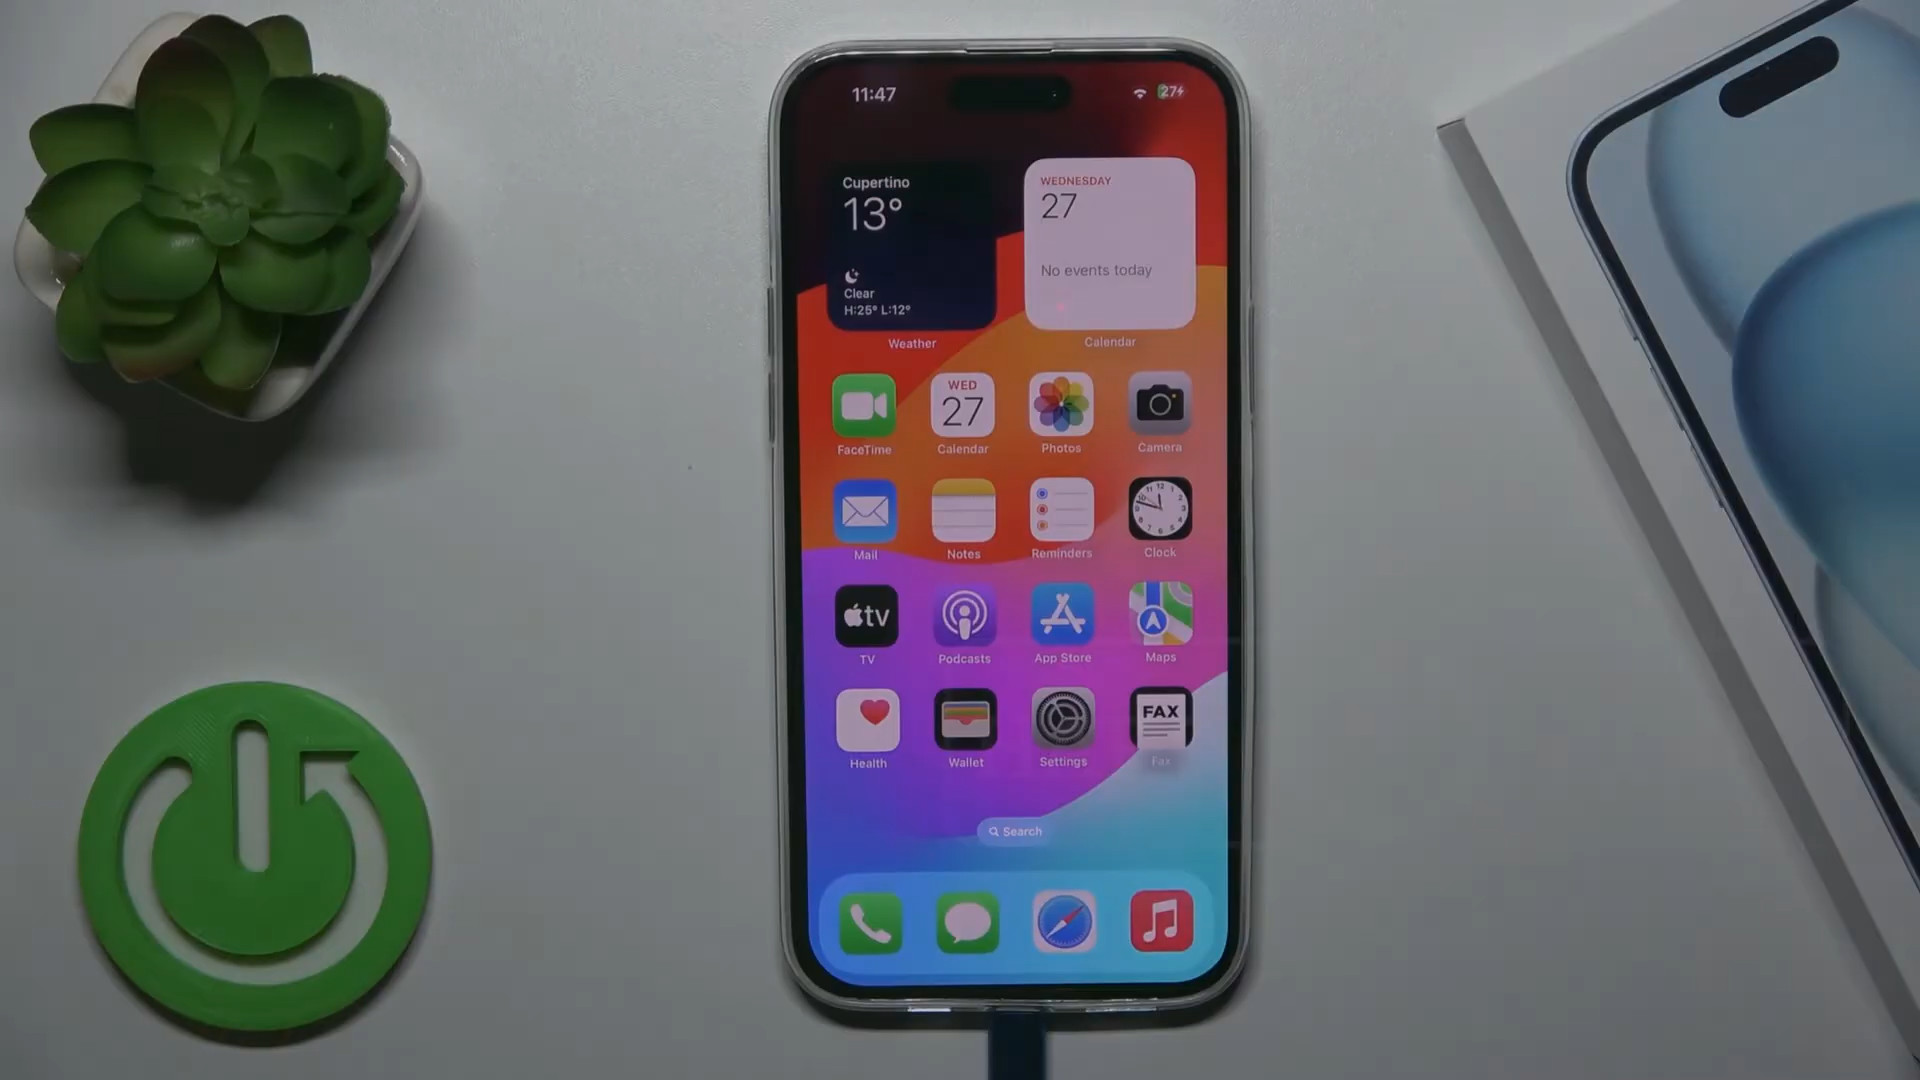 11:47
27
Cupertino
13°
Clear
H:25° L:12°
Weather
WEDNESDAY
27
No events today
Calendar
FaceTime
WED
27
Calendar
Photos
Camera
Mail
Notes
Reminders
Clock
tv
TV
Podcasts
App Store
Maps
Health
Wallet
Settings
FAX
Fax
Search